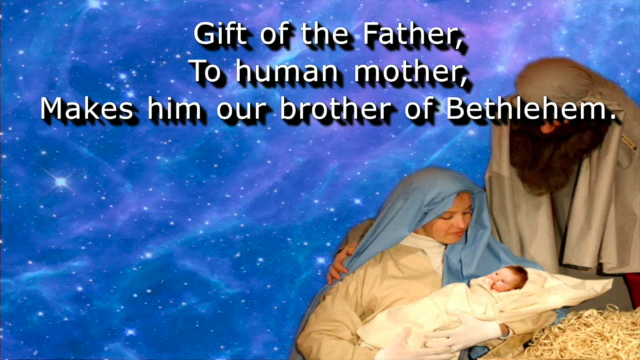 Gift of the Father,
To human mother,
Makes him our brother of Bethlehem.